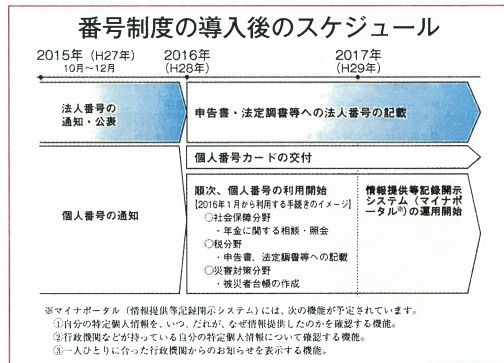 番号制度の導入後のスケジュール
2015年（H27年）
10月～12月
2016年
（H28年）
2017年
（H29年）
法人番号の
通知・公表
申告書・法定調書等への法人番号の記載
個人番号カードの交付
個人番号の通知
順次、個人番号の利用開始
【2016年1月から利用する手続きのイメージ】
○社会保障分野
・年金に関する相談・照会
○税分野
・申告書、法定調書等への記載
○災害対策分野
・被災者台帳の作成
情報提供等記録開示
システム（マイナポ
ータル※）の運用開始
※マイナポータル（情報提供等記録開示システム）には、次の機能が予定されています。
①自分の特定個人情報を、いつ、だれが、なぜ情報提供したのかを確認する機能。
②行政機関などが持っている自分の特定個人情報について確認する機能。
③一人ひとりに合った行政機関からのお知らせを表示する機能。